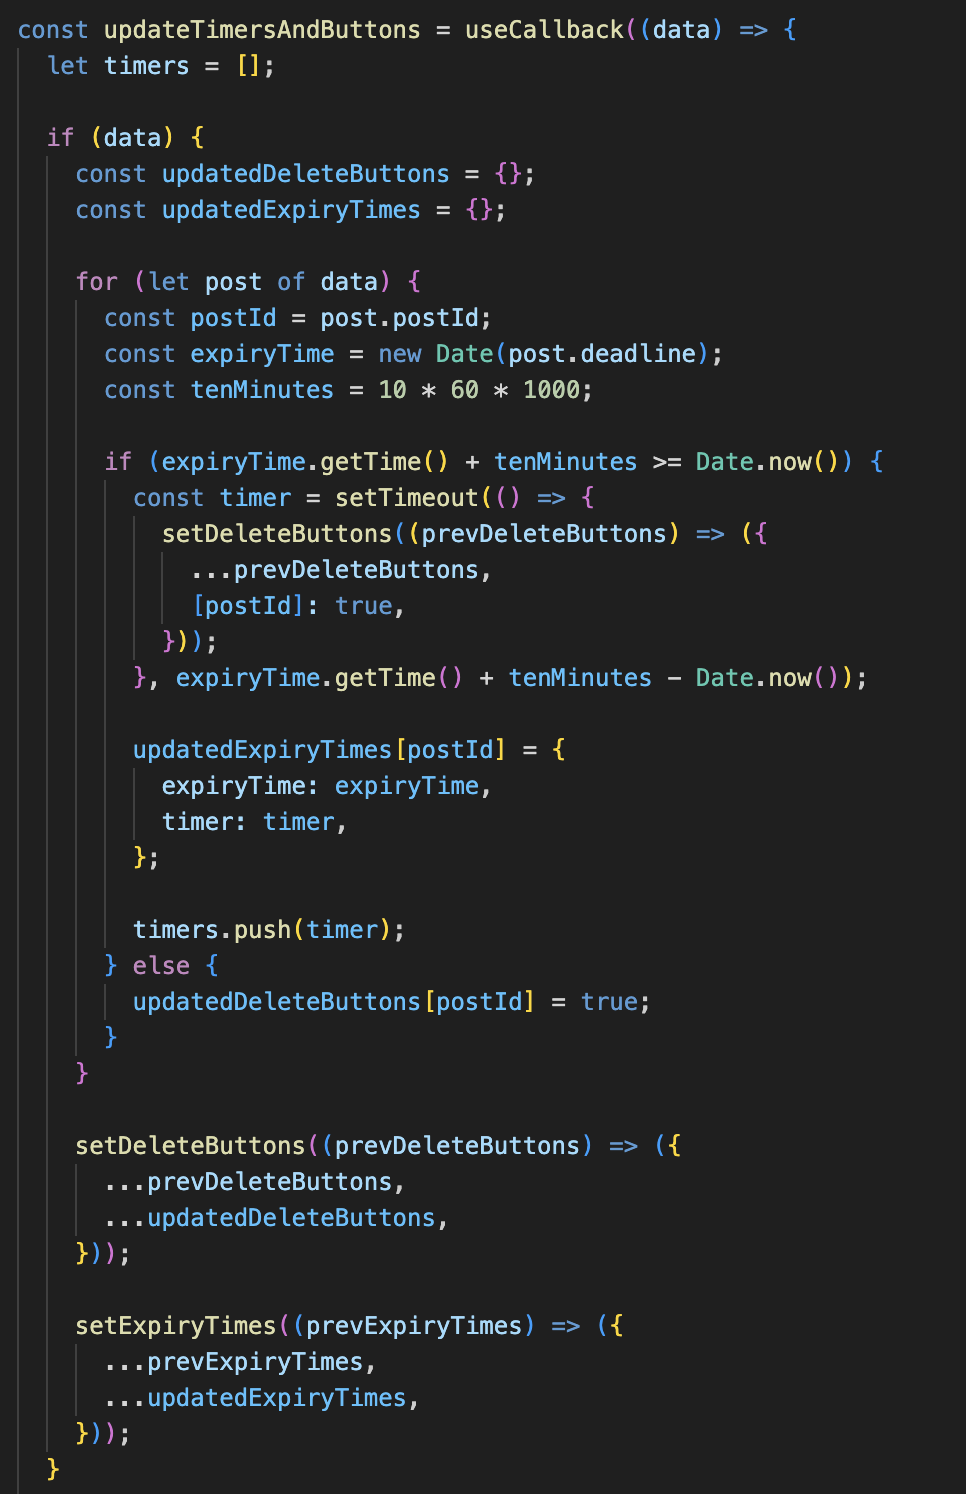 const updateTimersAndButtons = useCallback((data) => {
  let timers = [];

  if (data) {
    const updatedDeleteButtons = {};
    const updatedExpiryTimes = {};

    for (let post of data) {
      const postId = post.postId;
      const expiryTime = new Date(post.deadline);
      const tenMinutes = 10 * 60 * 1000;

      if (expiryTime.getTime() + tenMinutes >= Date.now()) {
        const timer = setTimeout(() => {
          setDeleteButtons((prevDeleteButtons) => ({
            ...prevDeleteButtons,
            [postId]: true,
          }));
        }, expiryTime.getTime() + tenMinutes - Date.now());

        updatedExpiryTimes[postId] = {
          expiryTime: expiryTime,
          timer: timer,
        };

        timers.push(timer);
      } else {
        updatedDeleteButtons[postId] = true;
      }
    }

    setDeleteButtons((prevDeleteButtons) => ({
      ...prevDeleteButtons,
      ...updatedDeleteButtons,
    }));

    setExpiryTimes((prevExpiryTimes) => ({
      ...prevExpiryTimes,
      ...updatedExpiryTimes,
    }));
  }